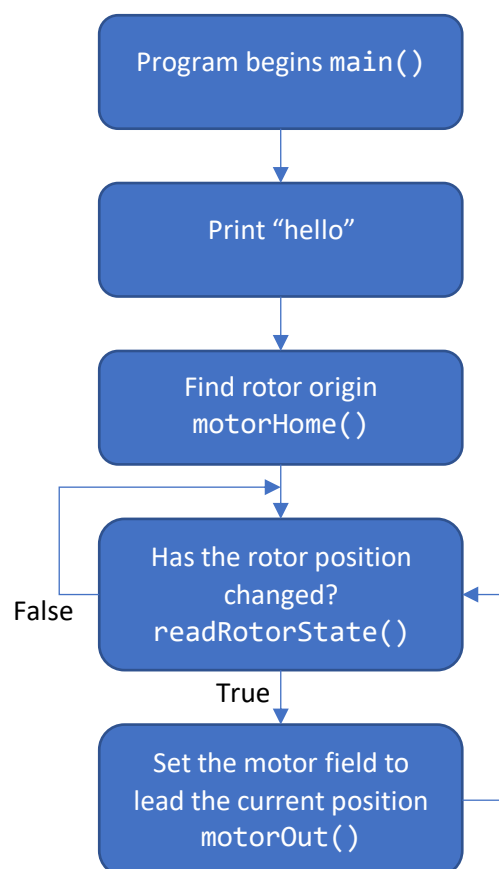 Program begins main()
Print “hello”
Find rotor origin
motorHome()
Has the rotor position
changed?
readRotorState()
False
True
Set the motor field to
lead the current position
motorOut()